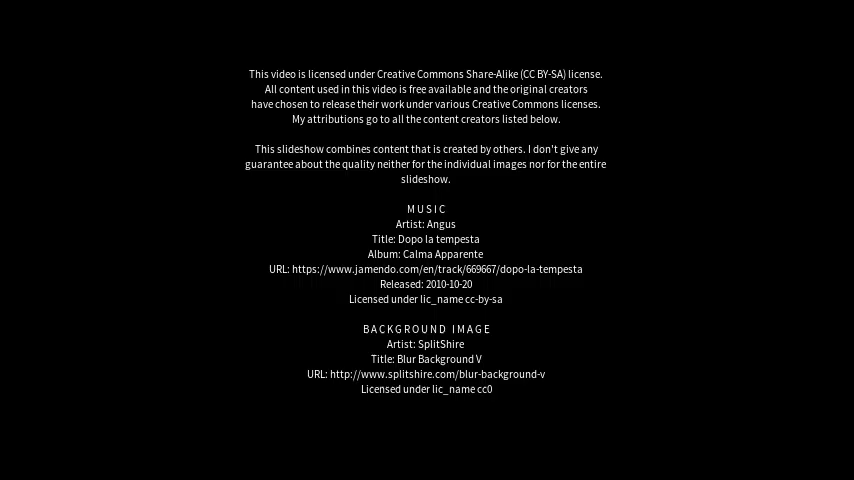 This video is licensed under Creative Commons Share-Alike (CC BY-SA) license.
All content used in this video is free available and the original creators
have chosen to release their work under various Creative Commons licenses.
My attributions go to all the content creators listed below.
This slideshow combines content that is created by others. I don't give any
guarantee about the quality neither for the individual images nor for the entire
slideshow.
MUSIC
Artist: Angus
Title: Dopo la tempesta
Album: Calma Apparente
URL: https://www.jamendo.com/en/track/669667/dopo-la-tempesta
Released: 2010-10-20
Licensed under lic_name cc-by-sa
BACKGROUND IMAGE
Artist: SplitShire
Title: Blur Background V
URL: http://www.splitshire.com/blur-background-v
Licensed under lic_name cc0